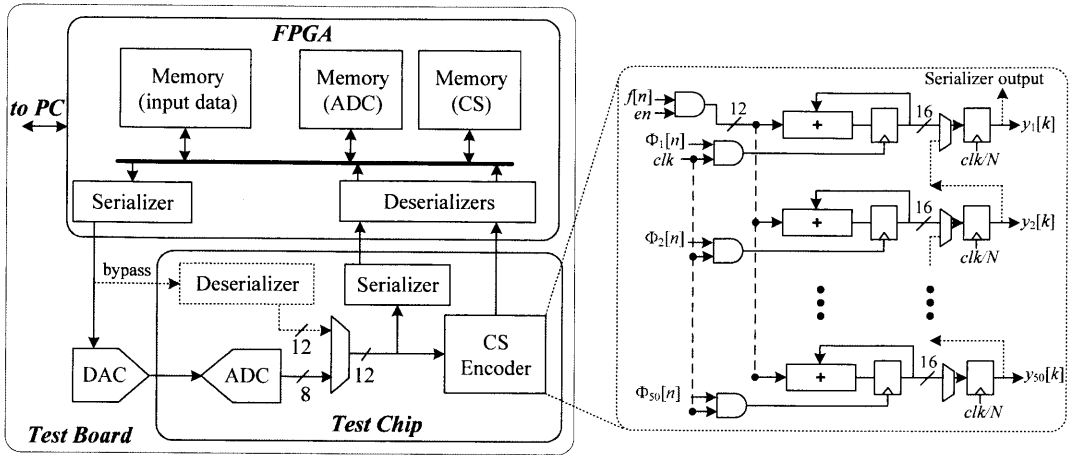 FPGA
Memory
(input data)
Memory
(ADC)
Memory
(CS)
to PC
Serializer
Deserializers
bypass
Deserializer
Serializer
12
12
8
DAC
ADC
CS
Encoder
Test Chip
Test Board
Serializer output
f[n]
en
12
+
16
y1[k]
Φ1[n]
clk
clk/N
+
16
y2[k]
Φ2[n]
clk/N
+
16
y50[k]
Φ50[n]
clk/N